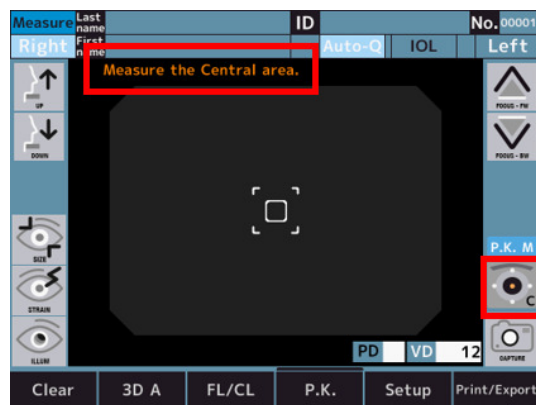 Measure Last name ID No. 00001
Right First name Auto-Q IOL Left
Measure the Central area.
UP
FOCUS - FW
DOWN
FOCUS - BW
SIZE
P.K. M
STRAIN
C
ILLUM
PD VD 12
CAPTURE
Clear 3D A FL/CL P.K. Setup Print/Export